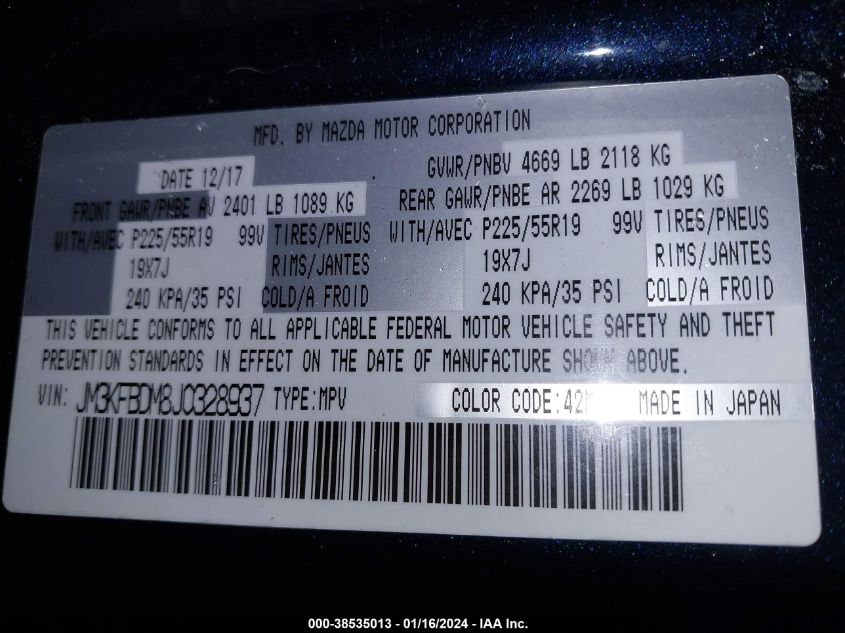 MFD. BY MAZDA MOTOR CORPORATION
DATE 12/17 GVWR/PNBV 4669 LB 2118 KG
FRONT GAWR/PNBE AV 2401 LB 1089 KG REAR GAWR/PNBE AR 2269 LB 1029 KG
WITH/AVEC P225/55R19 99V TIRES/PNEUS WITH/AVEC P225/55R19 99V TIRES/PNEUS
19X7J RIMS/JANTES 19X7J RIMS/JANTES
240 KPA/35 PSI COLD/A FROID 240 KPA/35 PSI COLD/A FROID
THIS VEHICLE CONFORMS TO ALL APPLICABLE FEDERAL MOTOR VEHICLE SAFETY AND THEFT
PREVENTION STANDARDS IN EFFECT ON THE DATE OF MANUFACTURE SHOWN ABOVE.
VIN: JM3KFBDM8J0328937 TYPE:MPV COLOR CODE:42M MADE IN JAPAN
000-38535013 - 01/16/2024 - IAA Inc.